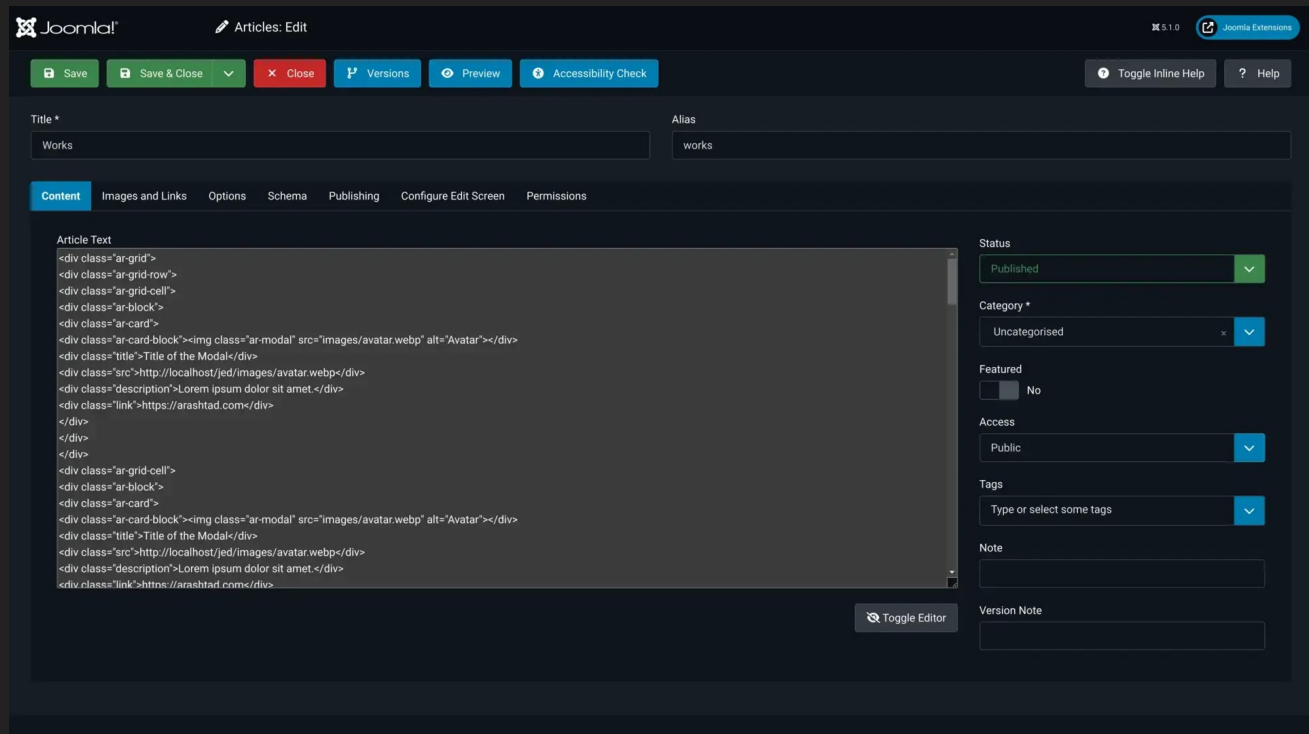 Joomla!®
Articles: Edit
5.1.0
Joomla Extensions
Save
Save & Close
Close
Versions
Preview
Accessibility Check
Toggle Inline Help
? Help
Title *
Works
Alias
works
Content
Images and Links
Options
Schema
Publishing
Configure Edit Screen
Permissions
Article Text
<div class="ar-grid">
<div class="ar-grid-row">
<div class="ar-grid-cell">
<div class="ar-block">
<div class="ar-card">
<div class="ar-card-block"><img class="ar-modal" src="images/avatar.webp" alt="Avatar"></div>
<div class="title">Title of the Modal</div>
<div class="src">http://localhost/jed/images/avatar.webp</div>
<div class="description">Lorem ipsum dolor sit amet.</div>
<div class="link">https://arashtad.com</div>
</div>
</div>
</div>
<div class="ar-grid-cell">
<div class="ar-block">
<div class="ar-card">
<div class="ar-card-block"><img class="ar-modal" src="images/avatar.webp" alt="Avatar"></div>
<div class="title">Title of the Modal</div>
<div class="src">http://localhost/jed/images/avatar.webp</div>
<div class="description">Lorem ipsum dolor sit amet.</div>
<div class="link">https://arashtad.com</div>
Toggle Editor
Status
Published
Category *
Uncategorised
Featured
No
Access
Public
Tags
Type or select some tags
Note
Version Note